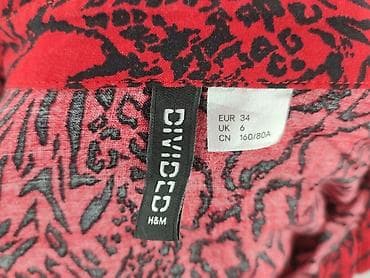 DIVIDED
H&M
EUR 34
UK 6
CN 160/80A